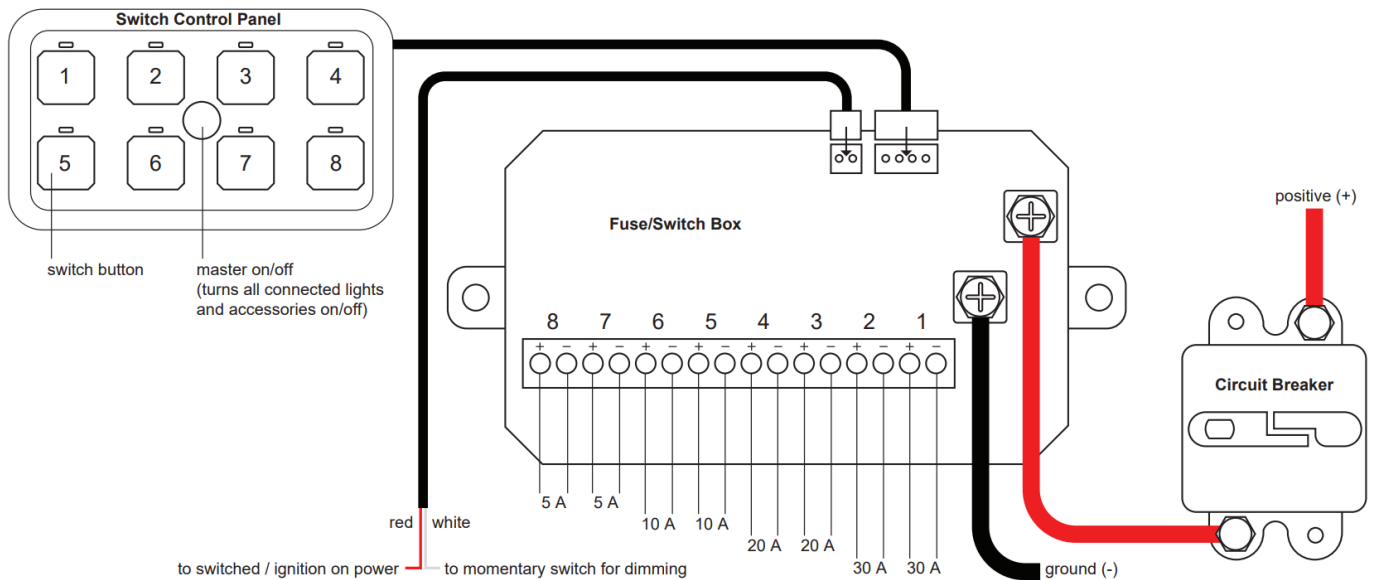 Switch Control Panel
1 2 3 4
5 6 7 8
switch button
master on/off
(turns all connected lights
and accessories on/off)
Fuse/Switch Box
positive (+)
8 7 6 5 4 3 2 1
+ − + − + − + − + − + − + − + −
Circuit Breaker
5 A 5 A
10 A 10 A
20 A 20 A
30 A 30 A
red white
to switched / ignition on power
to momentary switch for dimming
ground (-)